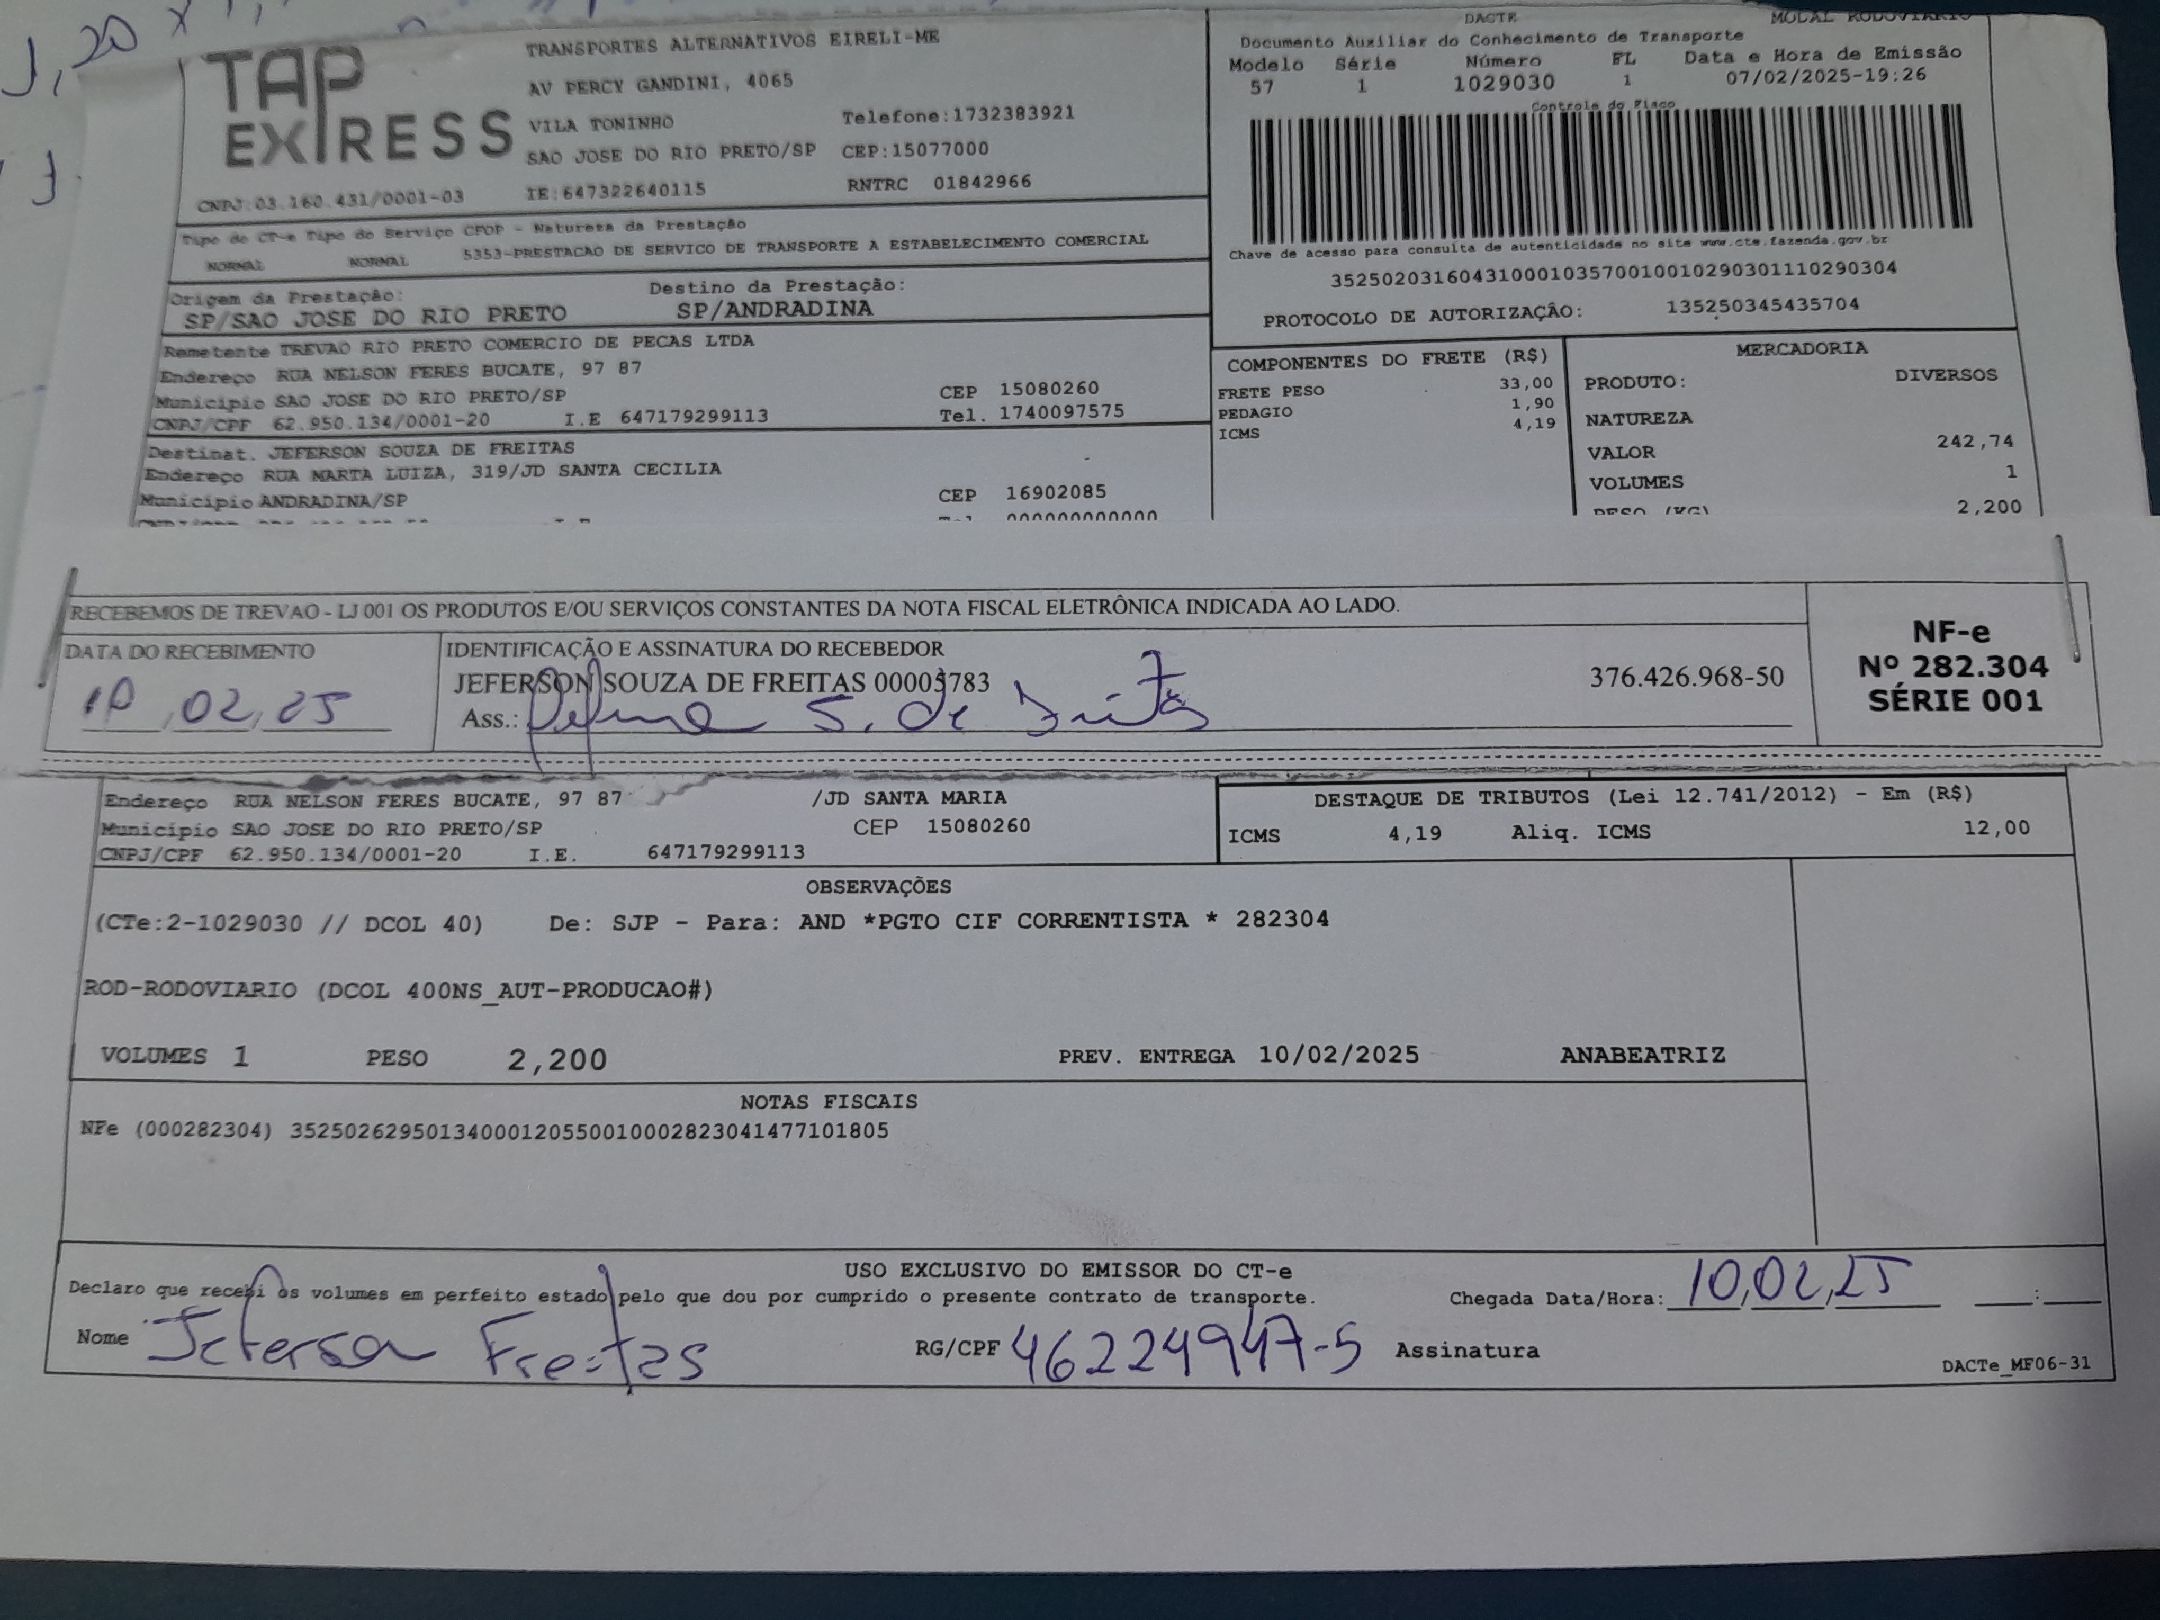 TAP EXPRESS
TRANSPORTES ALTERNATIVOS EIRELI-ME
AV PERCY GANDINI, 4065
VILA TONINHO Telefone:1732383921
SAO JOSE DO RIO PRETO/SP CEP:15077000
CNPJ:03.160.431/0001-03 IE:647322640115 RNTRC 01842966
DACTE MODAL RODOVIARIO
Documento Auxiliar do Conhecimento de Transporte
Modelo Série Número FL Data e Hora de Emissão
57 1 1029030 1 07/02/2025-19:26
Controle do Fisco
Chave de acesso para consulta de autenticidade no site www.cte.fazenda.gov.br
35250203160431000103570010010290301110290304
PROTOCOLO DE AUTORIZAÇÂO: 135250345435704
Tipo do CT-e Tipo do Serviço CFOP - Natureza da Prestação
NORMAL NORMAL 5353-PRESTACAO DE SERVICO DE TRANSPORTE A ESTABELECIMENTO COMERCIAL
Origem da Prestação: Destino da Prestação:
SP/SAO JOSE DO RIO PRETO SP/ANDRADINA
Remetente TREVAO RIO PRETO COMERCIO DE PECAS LTDA
Endereço RUA NELSON FERES BUCATE, 97 87
Municipio SAO JOSE DO RIO PRETO/SP CEP 15080260
CNPJ/CPF 62.950.134/0001-20 I.E 647179299113 Tel. 1740097575
Destinat. JEFERSON SOUZA DE FREITAS
Endereço RUA MARTA LUIZA, 319/JD SANTA CECILIA
Municipio ANDRADINA/SP CEP 16902085
COMPONENTES DO FRETE (R$)
FRETE PESO 33,00
PEDAGIO 1,90
ICMS 4,19
MERCADORIA
PRODUTO: DIVERSOS
NATUREZA
VALOR 242,74
VOLUMES 1
PESO (KG) 2,200
RECEBEMOS DE TREVAO - LJ 001 OS PRODUTOS E/OU SERVIÇOS CONSTANTES DA NOTA FISCAL ELETRÔNICA INDICADA AO LADO.
DATA DO RECEBIMENTO
10,02,25
IDENTIFICAÇÃO E ASSINATURA DO RECEBEDOR
JEFERSON SOUZA DE FREITAS 00003783 376.426.968-50
Ass.: S. de
NF-e
Nº 282.304
SÉRIE 001
Endereço RUA NELSON FERES BUCATE, 97 87 /JD SANTA MARIA
Municipio SAO JOSE DO RIO PRETO/SP CEP 15080260
CNPJ/CPF 62.950.134/0001-20 I.E. 647179299113
DESTAQUE DE TRIBUTOS (Lei 12.741/2012) - Em (R$)
ICMS 4,19 Aliq. ICMS 12,00
OBSERVAÇÕES
(CTe:2-1029030 // DCOL 40) De: SJP - Para: AND *PGTO CIF CORRENTISTA * 282304
ROD-RODOVIARIO (DCOL 400NS_AUT-PRODUCAO#)
VOLUMES 1 PESO 2,200 PREV. ENTREGA 10/02/2025 ANABEATRIZ
NOTAS FISCAIS
NFe (000282304) 35250262950134000120550010002823041477101805
USO EXCLUSIVO DO EMISSOR DO CT-e
Declaro que recebi os volumes em perfeito estado pelo que dou por cumprido o presente contrato de transporte. Chegada Data/Hora: 10,02,25 __:__
Nome Jeferson Freitas RG/CPF 46224947-5 Assinatura
DACTe_MF06-31